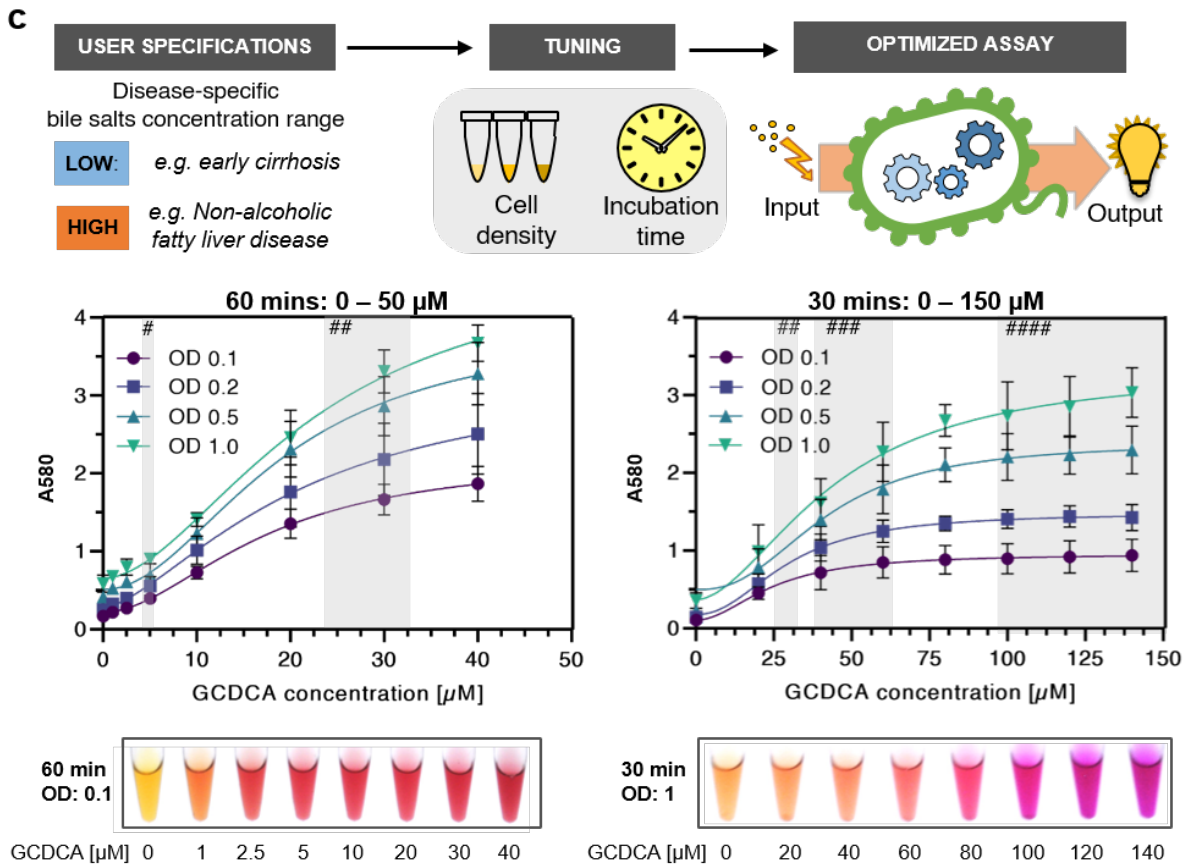 c
USER SPECIFICATIONS
TUNING
OPTIMIZED ASSAY
Disease-specific
bile salts concentration range
LOW: e.g. early cirrhosis
HIGH e.g. Non-alcoholic
fatty liver disease
Cell
density
Incubation
time
Input
Output
60 mins: 0 – 50 µM
# ##
OD 0.1
OD 0.2
OD 0.5
OD 1.0
A580
4
3
2
1
0
0 10 20 30 40 50
GCDCA concentration [µM]
30 mins: 0 – 150 µM
## ### ####
OD 0.1
OD 0.2
OD 0.5
OD 1.0
A580
4
3
2
1
0
0 25 50 75 100 125 150
GCDCA concentration [µM]
60 min
OD: 0.1
GCDCA [µM] 0 1 2.5 5 10 20 30 40
30 min
OD: 1
GCDCA [µM] 0 20 40 60 80 100 120 140